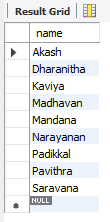 Result Grid
name
Akash
Dharanitha
Kaviya
Madhavan
Mandana
Narayanan
Padikkal
Pavithra
Saravana
NULL